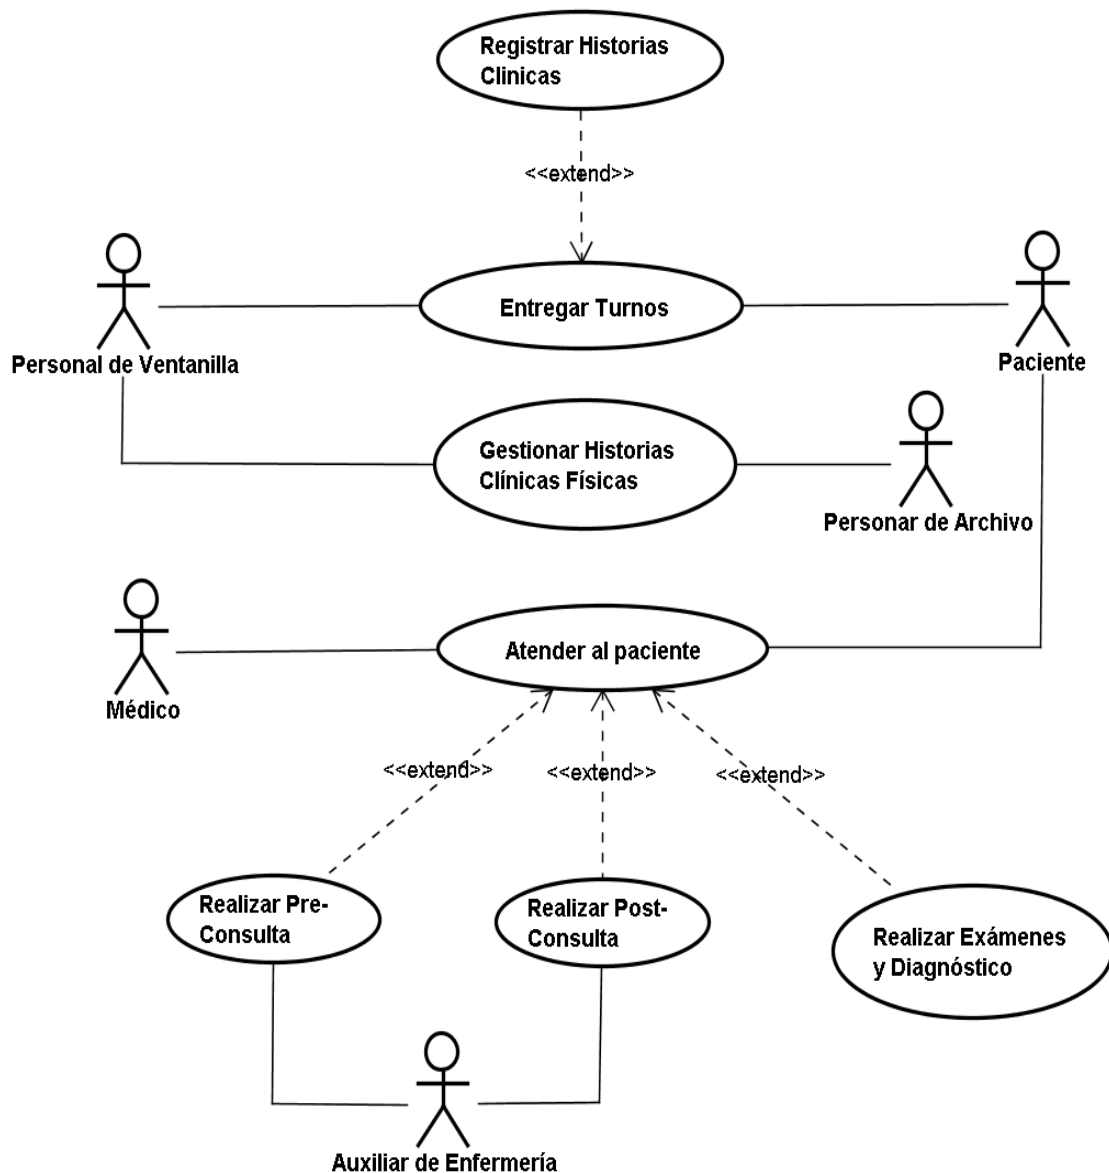 Registrar Historias
Clinicas
<<extend>>
Entregar Turnos
Personal de Ventanilla
Paciente
Gestionar Historias
Clínicas Físicas
Personar de Archivo
Atender al paciente
Médico
<<extend>>
<<extend>>
<<extend>>
Realizar Pre-
Consulta
Realizar Post-
Consulta
Realizar Exámenes
y Diagnóstico
Auxiliar de Enfermería